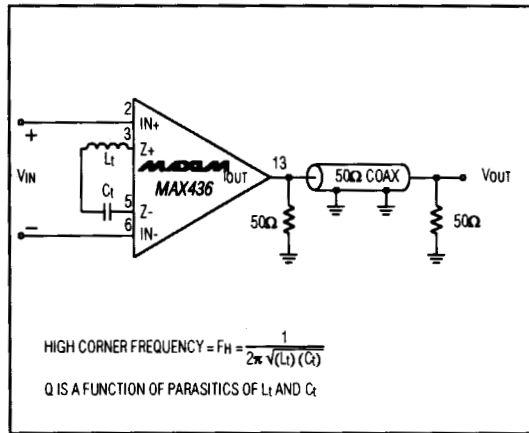 2
IN+
+
3
Z+
Lt
VIN
MAXIM
MAX436
IOUT
13
50Ω COAX
VOUT
Ct
5
Z-
6
IN-
−
50Ω
50Ω
HIGH CORNER FREQUENCY = FH = 1
2π √(Lt) (Ct)
Q IS A FUNCTION OF PARASITICS OF Lt AND Ct